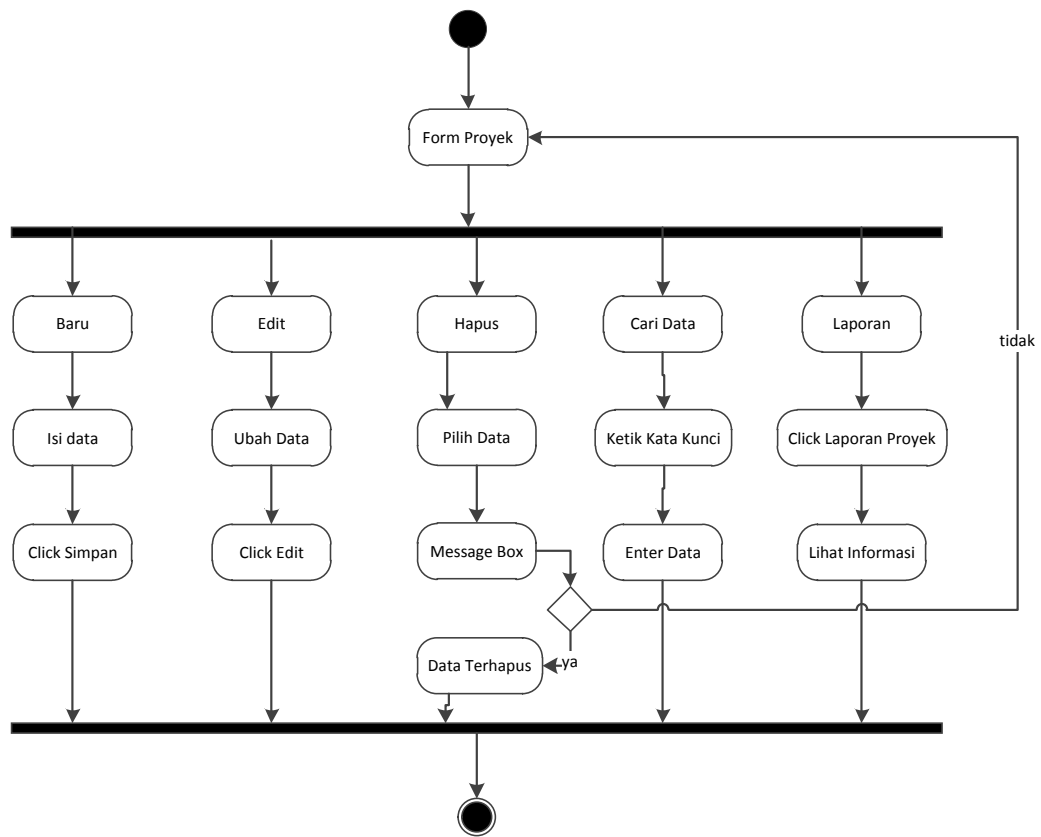 Form Proyek
Baru
Edit
Hapus
Cari Data
Laporan
tidak
Isi data
Ubah Data
Pilih Data
Ketik Kata Kunci
Click Laporan Proyek
Click Simpan
Click Edit
Message Box
Enter Data
Lihat Informasi
Data Terhapus
ya